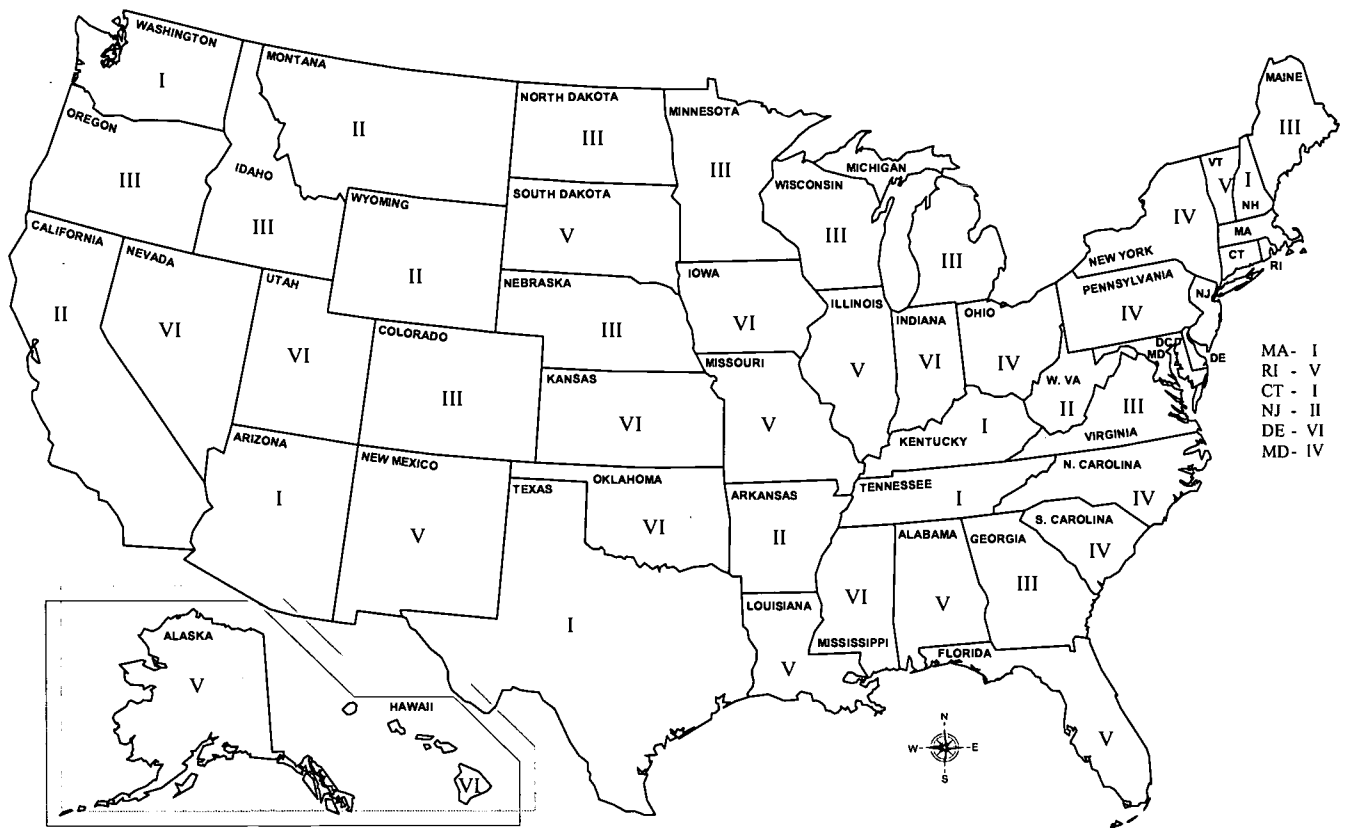 WASHINGTON
I
MONTANA
II
NORTH DAKOTA
III
MINNESOTA
III
MAINE
III
OREGON
III
IDAHO
III
WYOMING
II
SOUTH DAKOTA
V
WISCONSIN
III
MICHIGAN
III
VT
V
I
NH
NEW YORK
IV
MA
CT
RI
CALIFORNIA
II
NEVADA
VI
UTAH
VI
COLORADO
III
NEBRASKA
III
IOWA
VI
ILLINOIS
V
INDIANA
VI
OHIO
IV
PENNSYLVANIA
IV
NJ
DC
MD
DE
KANSAS
VI
MISSOURI
V
KENTUCKY
I
W. VA
II
VIRGINIA
III
MA- I
RI - V
CT - I
NJ - II
DE - VI
MD- IV
ARIZONA
I
NEW MEXICO
V
TEXAS
I
OKLAHOMA
VI
ARKANSAS
II
TENNESSEE
I
N. CAROLINA
IV
S. CAROLINA
IV
LOUISIANA
V
MISSISSIPPI
VI
ALABAMA
V
GEORGIA
III
FLORIDA
V
ALASKA
V
HAWAII
VI
N
W
E
S